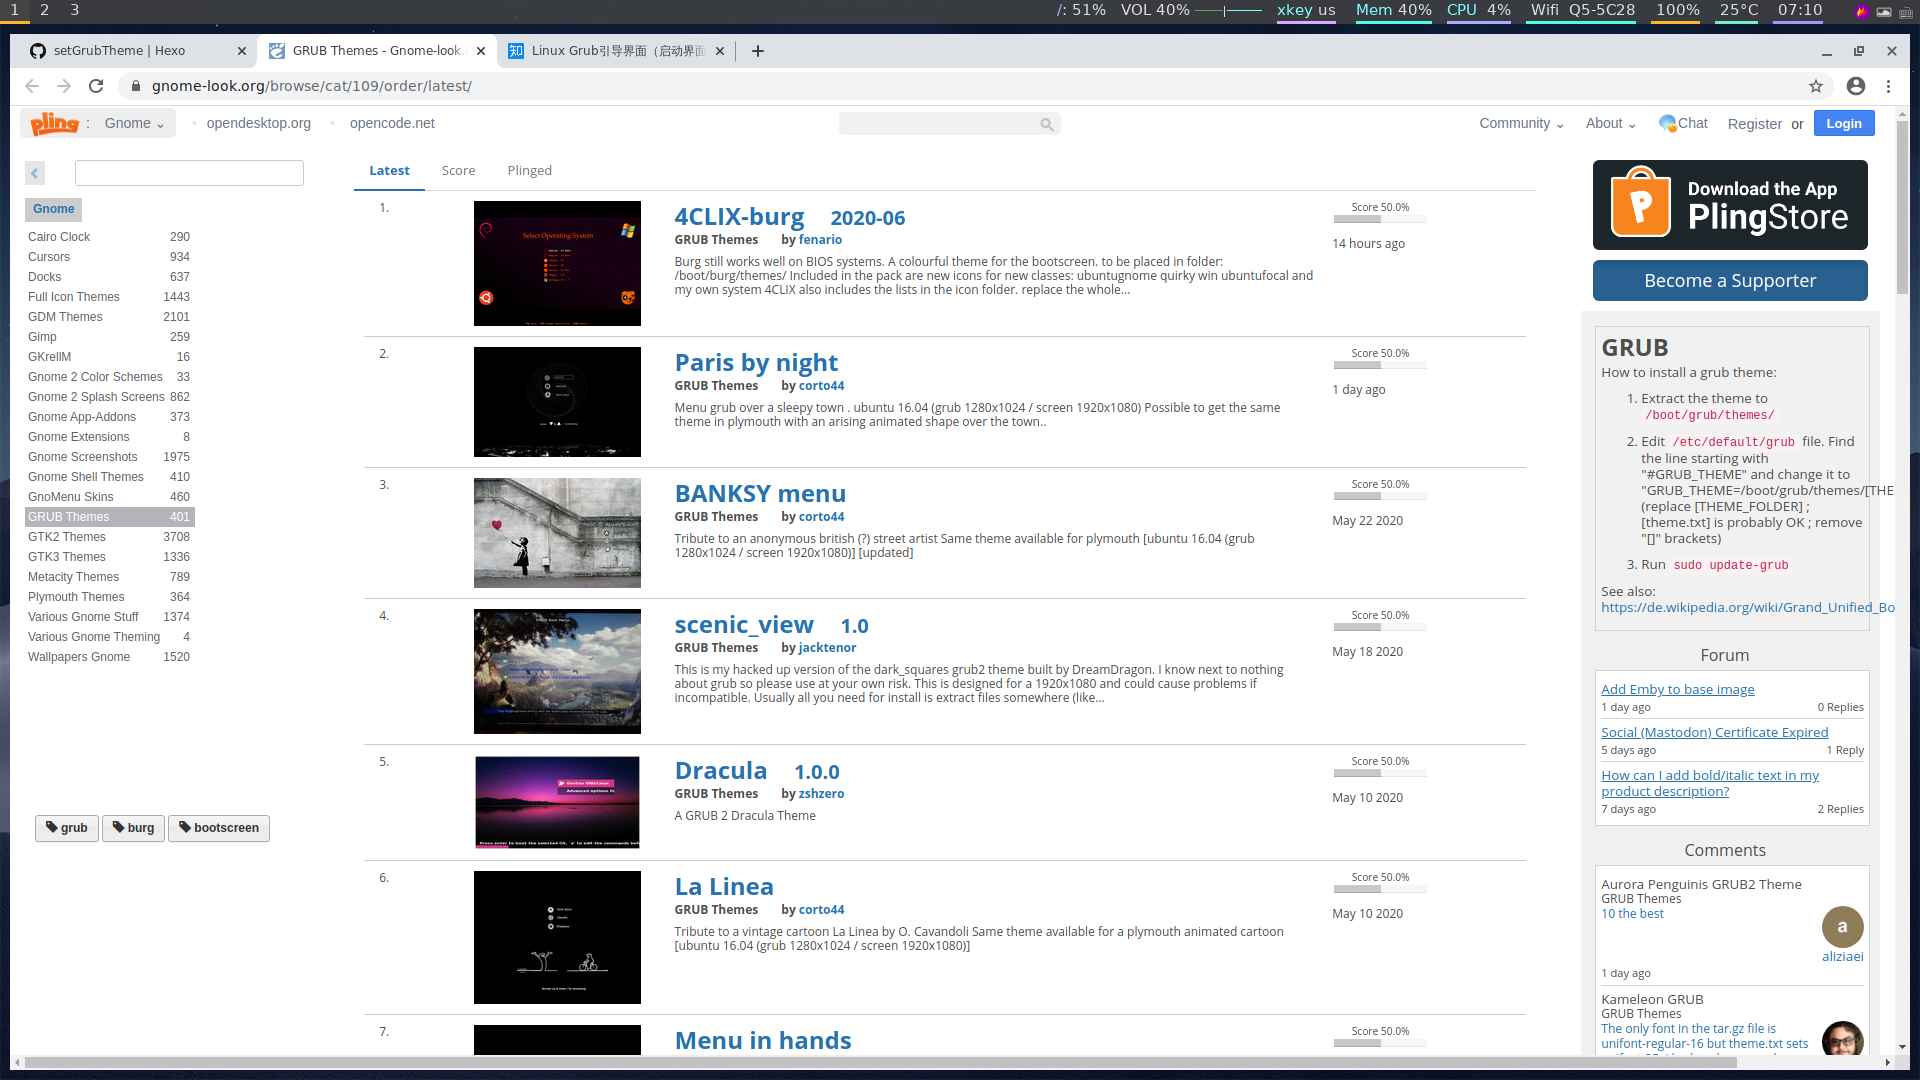 1 2 3
/: 51% VOL 40% xkey us Mem 40% CPU 4% Wifi Q5-5C28 100% 25°C 07:10
setGrubTheme | Hexo
GRUB Themes - Gnome-look.
Linux Grub引导界面（启动界面
gnome-look.org/browse/cat/109/order/latest/
pling : Gnome opendesktop.org opencode.net
Community About Chat Register or Login
Gnome
Cairo Clock 290
Cursors 934
Docks 637
Full Icon Themes 1443
GDM Themes 2101
Gimp 259
GKrellM 16
Gnome 2 Color Schemes 33
Gnome 2 Splash Screens 862
Gnome App-Addons 373
Gnome Extensions 8
Gnome Screenshots 1975
Gnome Shell Themes 410
GnoMenu Skins 460
GRUB Themes 401
GTK2 Themes 3708
GTK3 Themes 1336
Metacity Themes 789
Plymouth Themes 364
Various Gnome Stuff 1374
Various Gnome Theming 4
Wallpapers Gnome 1520
grub burg bootscreen
Latest Score Plinged
1.
Select Operating System
4CLIX-burg 2020-06
GRUB Themes by fenario
Burg still works well on BIOS systems. A colourful theme for the bootscreen. to be placed in folder:
/boot/burg/themes/ Included in the pack are new icons for new classes: ubuntugnome quirky win ubuntufocal and
my own system 4CLIX also includes the lists in the icon folder. replace the whole...
Score 50.0%
14 hours ago
2.
Paris by night
GRUB Themes by corto44
Menu grub over a sleepy town . ubuntu 16.04 (grub 1280x1024 / screen 1920x1080) Possible to get the same
theme in plymouth with an arising animated shape over the town..
Score 50.0%
1 day ago
3.
BANKSY menu
GRUB Themes by corto44
Tribute to an anonymous british (?) street artist Same theme available for plymouth [ubuntu 16.04 (grub
1280x1024 / screen 1920x1080)] [updated]
Score 50.0%
May 22 2020
4.
scenic_view 1.0
GRUB Themes by jacktenor
This is my hacked up version of the dark_squares grub2 theme built by DreamDragon. I know next to nothing
about grub so please use at your own risk. This is designed for a 1920x1080 and could cause problems if
incompatible. Usually all you need for install is extract files somewhere (like...
Score 50.0%
May 18 2020
5.
Dracula 1.0.0
GRUB Themes by zshzero
A GRUB 2 Dracula Theme
Score 50.0%
May 10 2020
6.
La Linea
GRUB Themes by corto44
Tribute to a vintage cartoon La Linea by O. Cavandoli Same theme available for a plymouth animated cartoon
[ubuntu 16.04 (grub 1280x1024 / screen 1920x1080)]
Score 50.0%
May 10 2020
7.
Menu in hands
Score 50.0%
P
Download the App
PlingStore
Become a Supporter
GRUB
How to install a grub theme:
1. Extract the theme to
/boot/grub/themes/
2. Edit /etc/default/grub file. Find
the line starting with
"#GRUB_THEME" and change it to
"GRUB_THEME=/boot/grub/themes/[THE
(replace [THEME_FOLDER] ;
[theme.txt] is probably OK ; remove
"[]" brackets)
3. Run sudo update-grub
See also:
https://de.wikipedia.org/wiki/Grand_Unified_Bo
Forum
Add Emby to base image
1 day ago 0 Replies
Social (Mastodon) Certificate Expired
5 days ago 1 Reply
How can I add bold/italic text in my
product description?
7 days ago 2 Replies
Comments
Aurora Penguinis GRUB2 Theme
GRUB Themes
10 the best
a
aliziaei
1 day ago
Kameleon GRUB
GRUB Themes
The only font in the tar.gz file is
unifont-regular-16 but theme.txt sets